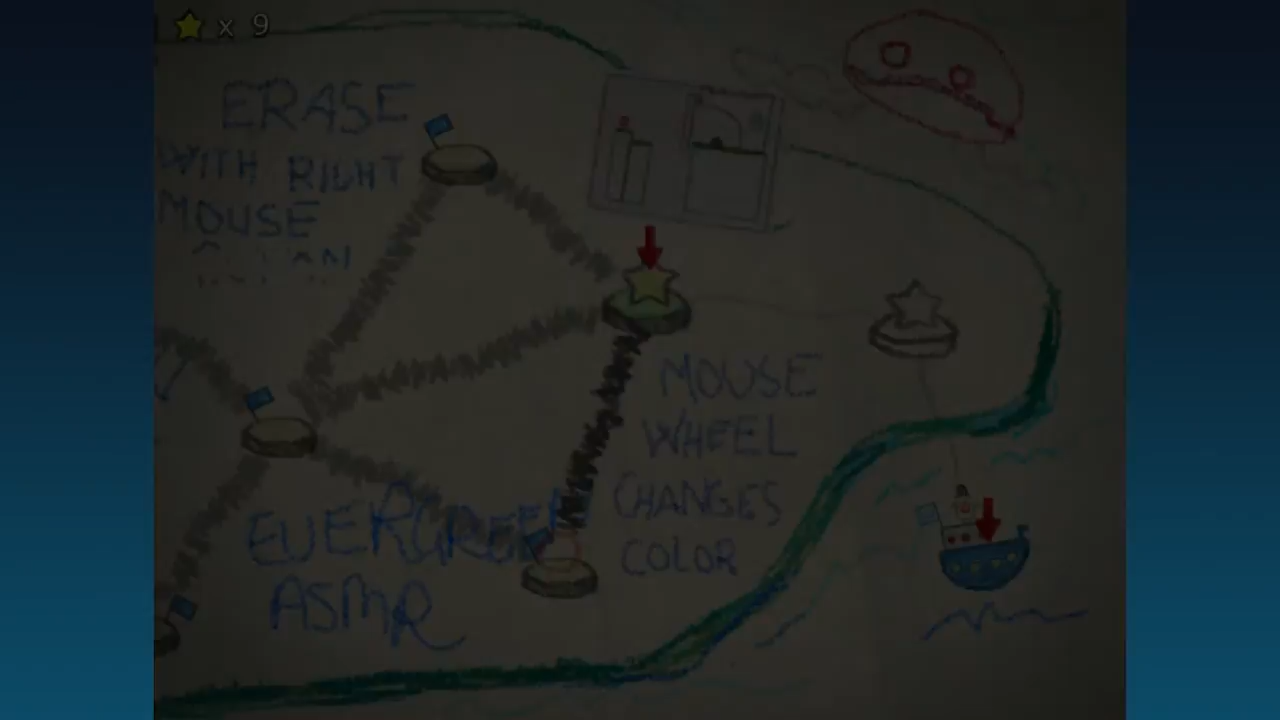 x 9
ERASE
WITH RIGHT
MOUSE
MOUSE
WHEEL
CHANGES
COLOR
EVERGREEN
ASMR